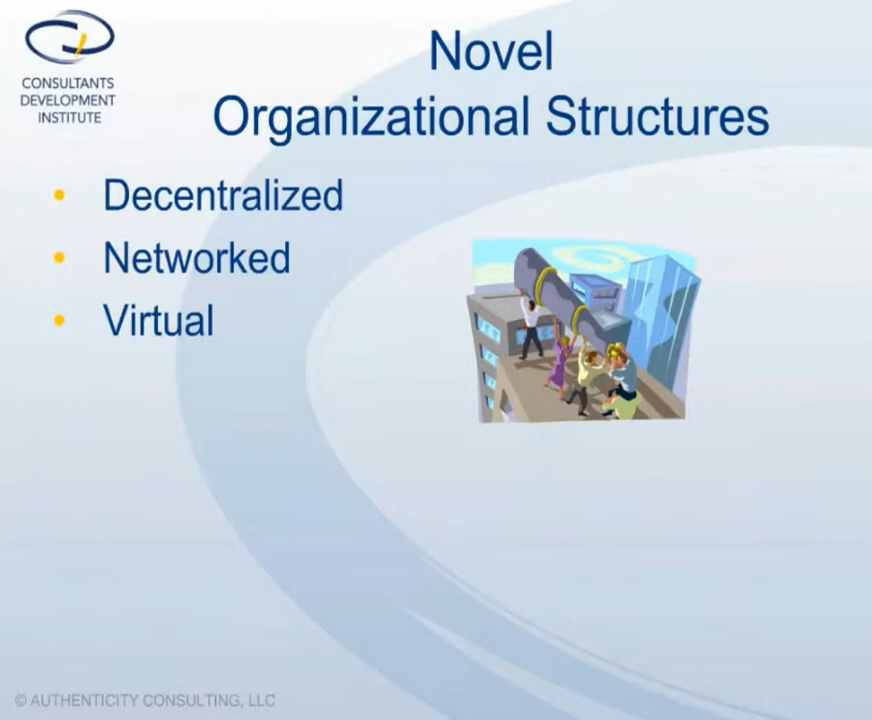 CONSULTANTS
DEVELOPMENT
INSTITUTE
Novel
Organizational Structures
• Decentralized
• Networked
• Virtual
© AUTHENTICITY CONSULTING, LLC